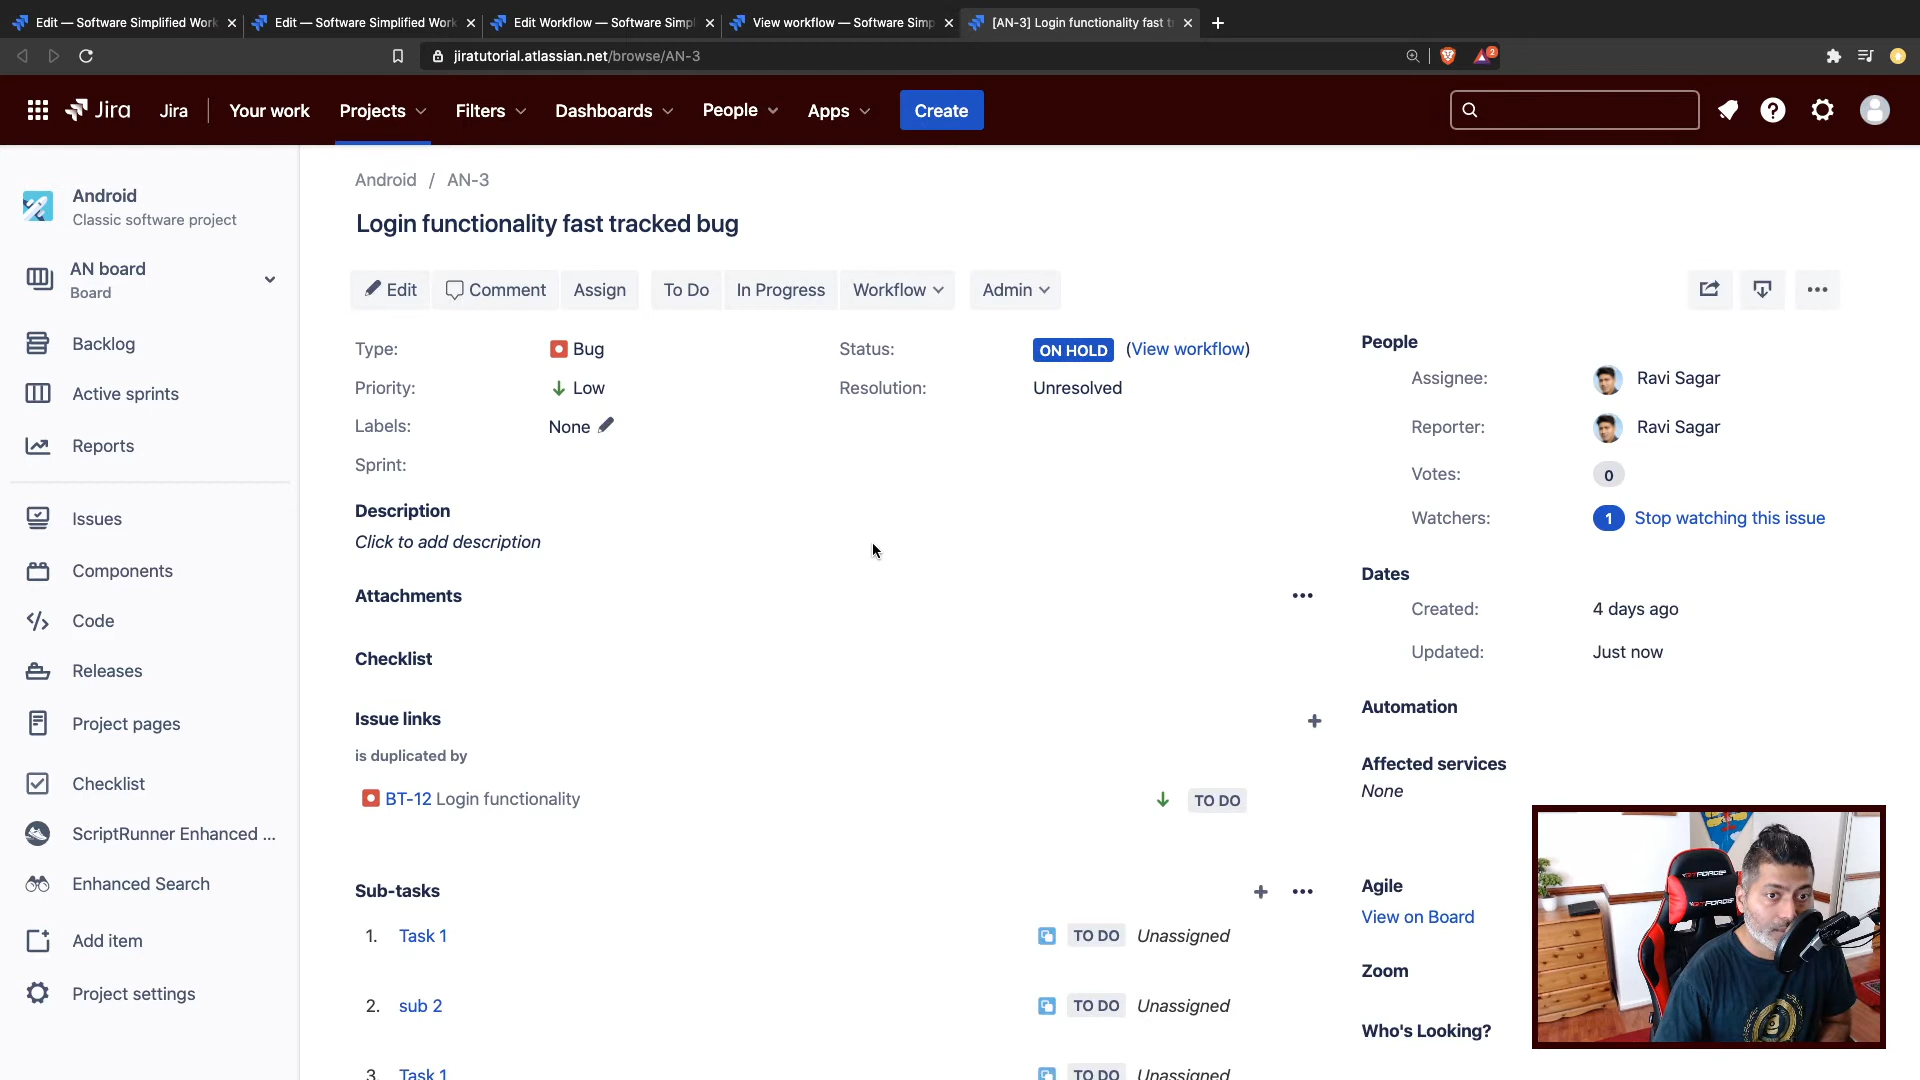 Edit — Software Simplified Work
Edit — Software Simplified Work
Edit Workflow — Software Simpl
View workflow — Software Simp
[AN-3] Login functionality fast t
jiratutorial.atlassian.net/browse/AN-3
2
Jira
Jira
Your work
Projects
Filters
Dashboards
People
Apps
Create
Android
Classic software project
AN board
Board
Backlog
Active sprints
Reports
Issues
Components
Code
Releases
Project pages
Checklist
ScriptRunner Enhanced ...
Enhanced Search
Add item
Project settings
Android / AN-3
Login functionality fast tracked bug
Edit
Comment
Assign
To Do
In Progress
Workflow
Admin
Type: Bug
Status: ON HOLD (View workflow)
Priority: Low
Resolution: Unresolved
Labels: None
Sprint:
Description
Click to add description
Attachments
Checklist
Issue links
is duplicated by
BT-12 Login functionality TO DO
Sub-tasks
1. Task 1 TO DO Unassigned
2. sub 2 TO DO Unassigned
3. Task 1 TO DO Unassigned
People
Assignee: Ravi Sagar
Reporter: Ravi Sagar
Votes: 0
Watchers: 1 Stop watching this issue
Dates
Created: 4 days ago
Updated: Just now
Automation
Affected services
None
Agile
View on Board
Zoom
Who's Looking?
GTFORCE
GTFORCE